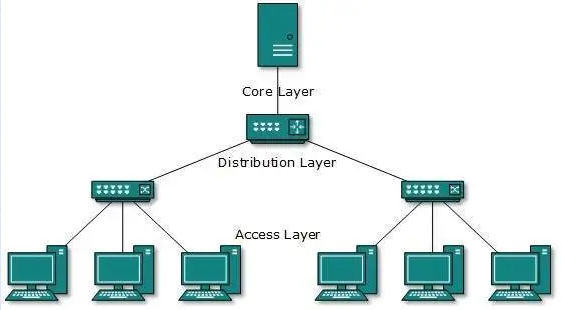 Core Layer
Distribution Layer
Access Layer